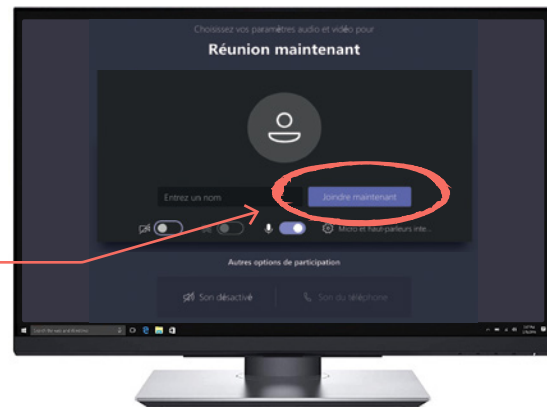 Choisissez vos paramètres audio et vidéo pour
Réunion maintenant
Entrez un nom
Joindre maintenant
Micro et haut-parleurs inte...
Autres options de participation
Son désactivé
Son du téléphone